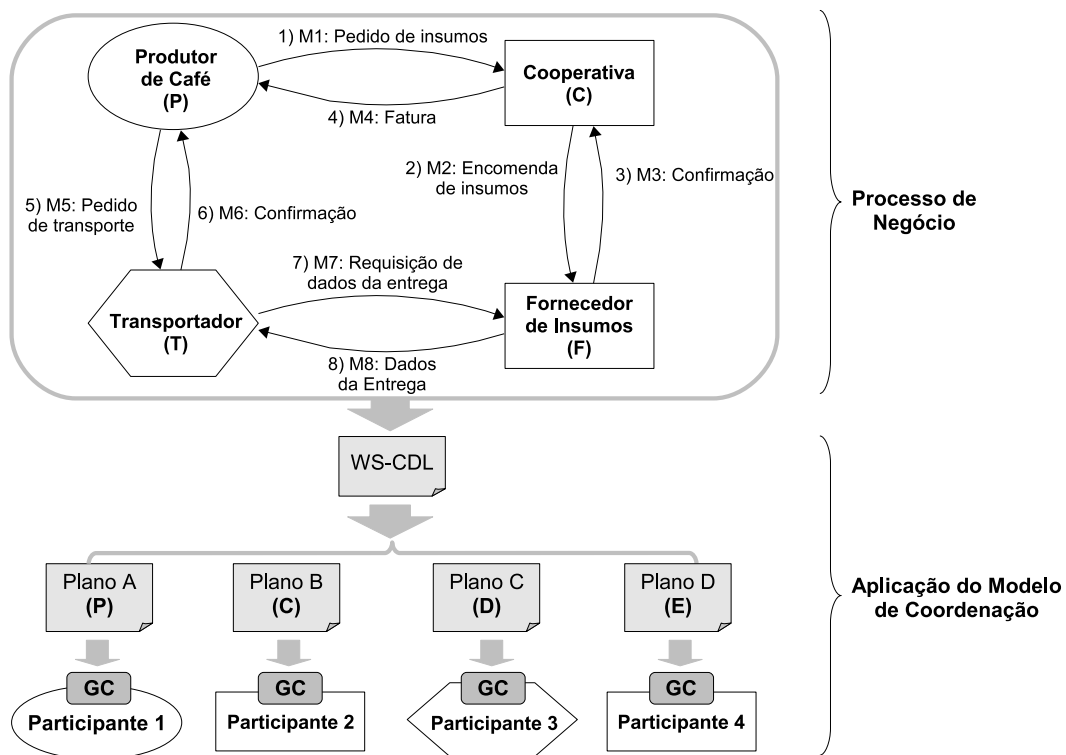 1) M1: Pedido de insumos
Produtor
de Café
(P)
Cooperativa
(C)
4) M4: Fatura
2) M2: Encomenda
de insumos
3) M3: Confirmação
5) M5: Pedido
de transporte
6) M6: Confirmação
7) M7: Requisição de
dados da entrega
Transportador
(T)
Fornecedor
de Insumos
(F)
8) M8: Dados
da Entrega
Processo de
Negócio
WS-CDL
Plano A
(P)
Plano B
(C)
Plano C
(D)
Plano D
(E)
Aplicação do Modelo
de Coordenação
GC
Participante 1
GC
Participante 2
GC
Participante 3
GC
Participante 4